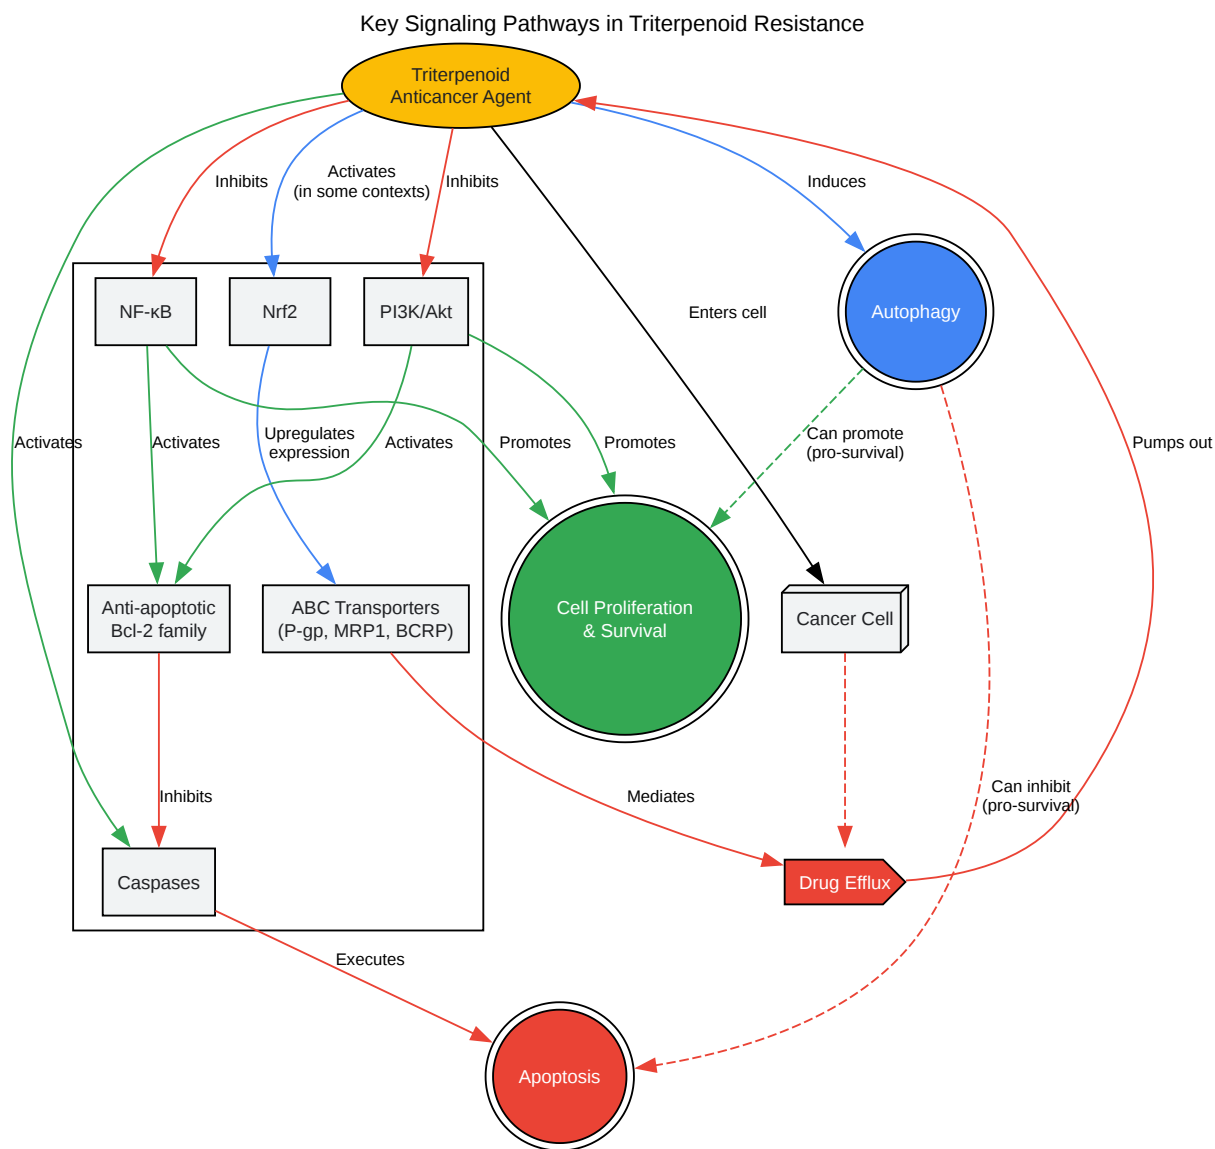 Key Signaling Pathways in Triterpenoid Resistance
Triterpenoid
Anticancer Agent
Inhibits
Activates
(in some contexts)
Inhibits
Induces
NF-κB
Nrf2
PI3K/Akt
Enters cell
Autophagy
Activates
Activates
Upregulates
expression
Activates
Promotes
Promotes
Can promote
(pro-survival)
Pumps out
Anti-apoptotic
Bcl-2 family
ABC Transporters
(P-gp, MRP1, BCRP)
Cell Proliferation
& Survival
Cancer Cell
Inhibits
Mediates
Can inhibit
(pro-survival)
Caspases
Drug Efflux
Executes
Apoptosis